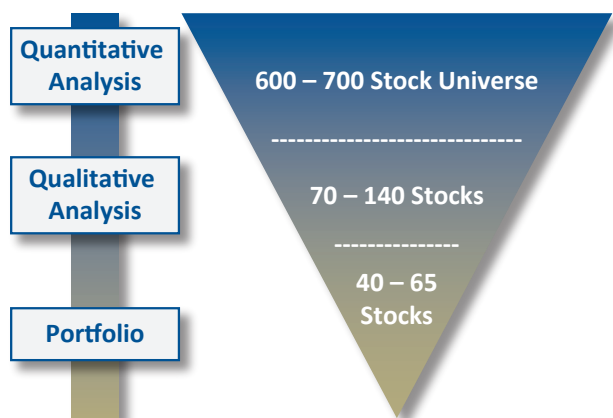 Quantitative
Analysis
600 – 700 Stock Universe
------------------------------
Qualitative
Analysis
70 – 140 Stocks
---------------
40 – 65
Stocks
Portfolio